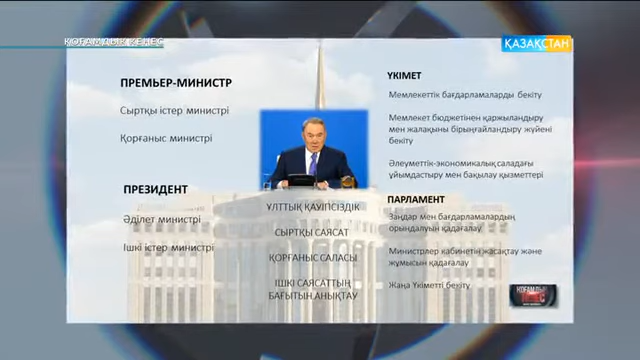 ҚОҒАМДЫҚ КЕҢЕС
ҚАЗАҚСТАН
ПРЕМЬЕР-МИНИСТР
Сыртқы істер министрі
Қорғаныс министрі
ПРЕЗИДЕНТ
Әділет министрі
Ішкі істер министрі
ҰЛТТЫҚ ҚАУІПСІЗДІК
СЫРТҚЫ САЯСАТ
ҚОРҒАНЫС САЛАСЫ
ІШКІ САЯСАТТЫҢ
БАҒЫТЫН АНЫҚТАУ
ҮКІМЕТ
Мемлекеттік бағдарламаларды бекіту
Мемлекет бюджетінен қаржыландыру
мен жалақыны бірыңғайландыру жүйені
бекіту
Әлеуметтік-экономикалық саладағы
ұйымдастыру мен бақылау қызметтері
ПАРЛАМЕНТ
Заңдар мен бағдарламалардың
орындалуын қадағалау
Министрлер кабинетін жасақтау және
жұмысын қадағалау
Жаңа Үкіметті бекіту
ҚОҒАМДЫҚ
КЕҢЕС